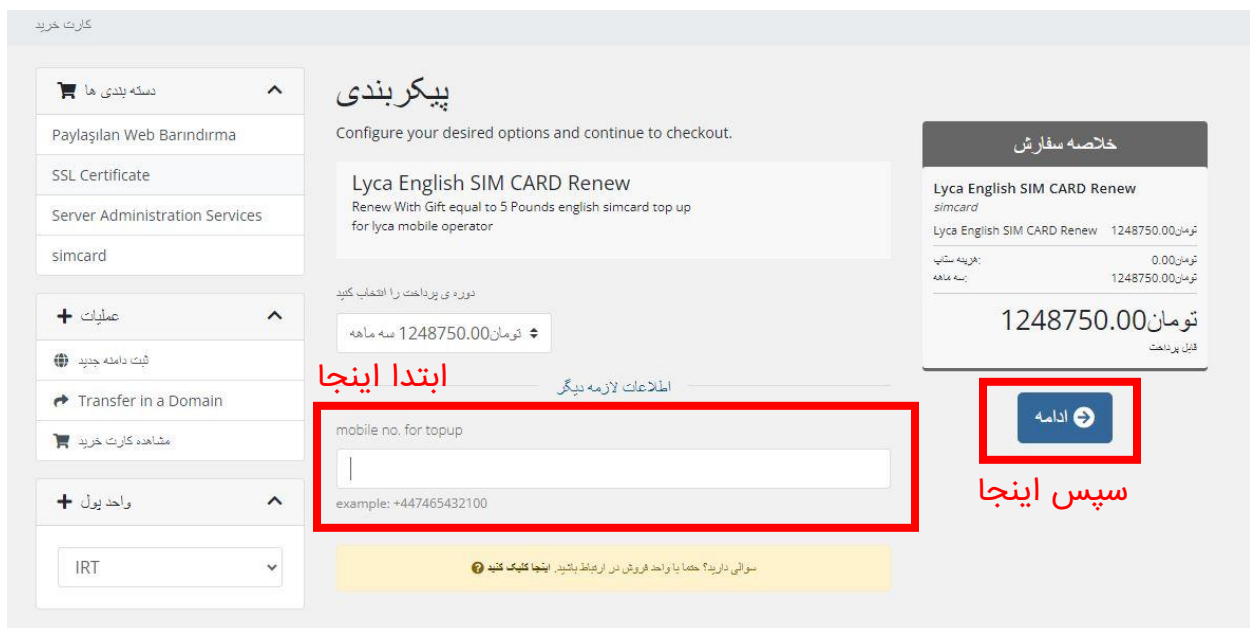 کارت خرید
دسته بندی ها
Paylaşılan Web Barındırma
SSL Certificate
Server Administration Services
simcard
عملیات
ثبت دامنه جدید
Transfer in a Domain
مشاهده کارت خرید
واحد پول
IRT
پیکربندی
Configure your desired options and continue to checkout.
Lyca English SIM CARD Renew
Renew With Gift equal to 5 Pounds english simcard top up
for lyca mobile operator
دوره ی پرداخت را انتخاب کنید
تومان1248750.00 سه ماهه
ابتدا اینجا
اطلاعات لازمه دیگر
mobile no. for topup
example: +447465432100
سوالی دارید؟ حتما با واحد فروش در ارتباط باشید. اینجا کلیک کنید
خلاصه سفارش
Lyca English SIM CARD Renew
simcard
Lyca English SIM CARD Renew تومان1248750.00
هزینه ستاپ: تومان0.00
سه ماهه: تومان1248750.00
تومان1248750.00
قابل پرداخت
ادامه
سپس اینجا